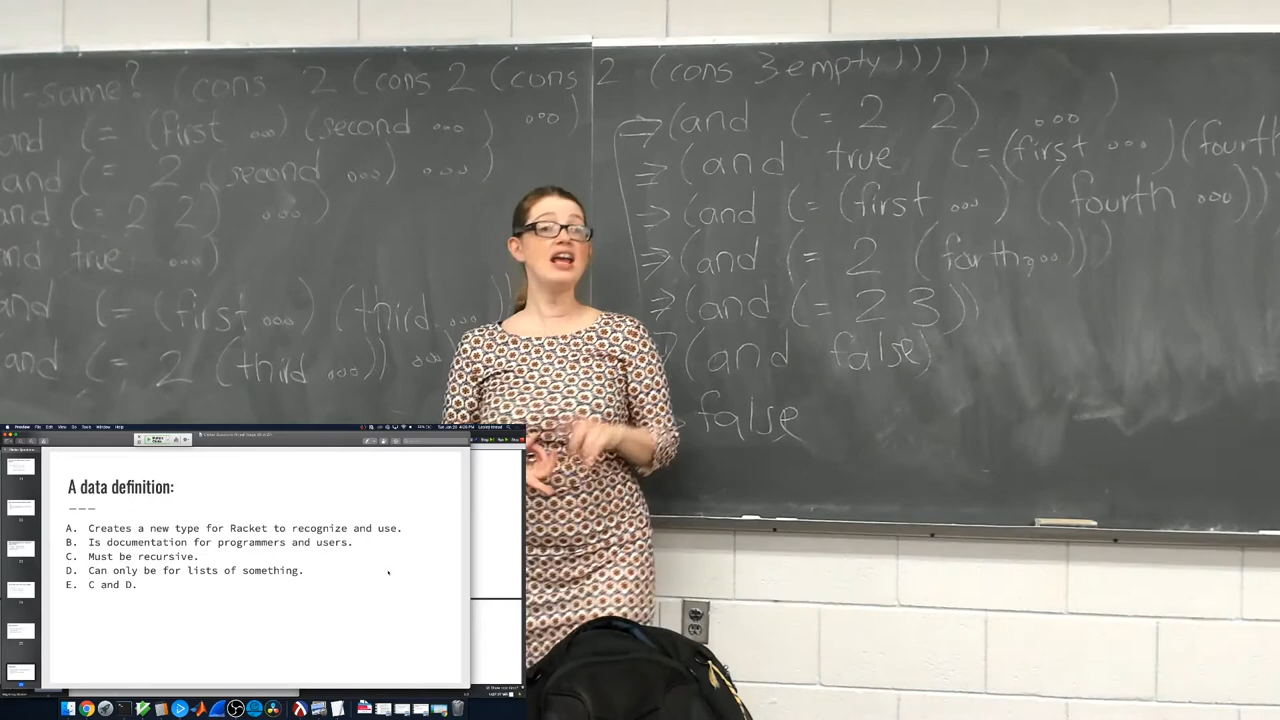 ll-same? (cons 2 (cons 2 (cons 2 (cons 3 empty)))))
and (= (first ...) (second ...) ...)
and (= 2 (second ...) ...)
and (= 2 2) ...)
and true ...)
and (= (first ...) (third ...)
and (= 2 (third ...)) ...
⇒ (and (= 2 2) ... )
⇒ (and true (= (first ...) (fourth
⇒ (and (= (first ...) (fourth ...))
⇒ (and (= 2 (forth ...)))
⇒ (and (= 2 3))
(and false)
false
A data definition:
---
A. Creates a new type for Racket to recognize and use.
B. Is documentation for programmers and users.
C. Must be recursive.
D. Can only be for lists of something.
E. C and D.